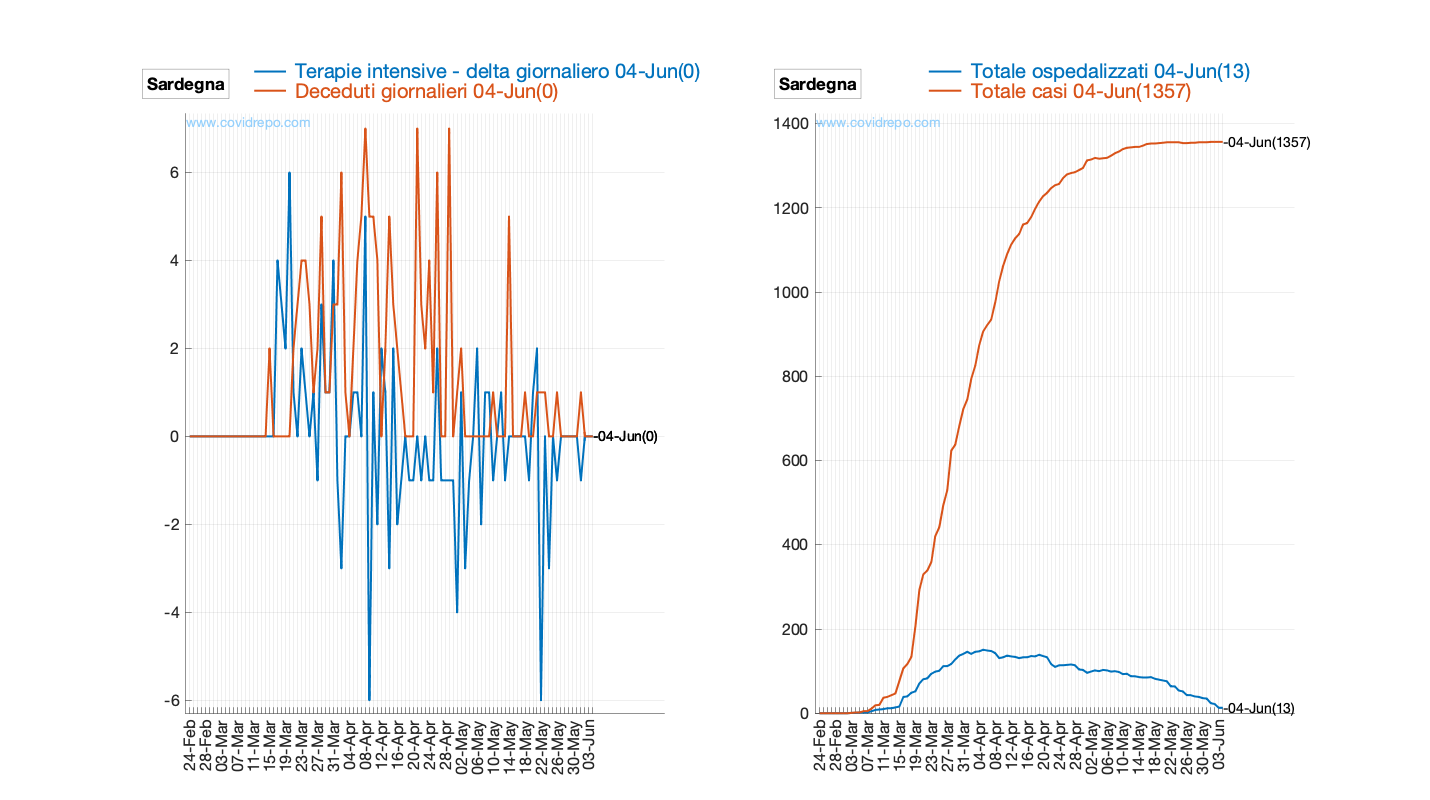 Sardegna
Terapie intensive - delta giornaliero 04-Jun(0)
Deceduti giornalieri 04-Jun(0)
www.covidrepo.com
6
4
2
0
-2
-4
-6
-04-Jun(0)
24-Feb
28-Feb
03-Mar
07-Mar
11-Mar
15-Mar
19-Mar
23-Mar
27-Mar
31-Mar
04-Apr
08-Apr
12-Apr
16-Apr
20-Apr
24-Apr
28-Apr
02-May
06-May
10-May
14-May
18-May
22-May
26-May
30-May
03-Jun
Sardegna
Totale ospedalizzati 04-Jun(13)
Totale casi 04-Jun(1357)
www.covidrepo.com
1400
1200
1000
800
600
400
200
0
-04-Jun(1357)
-04-Jun(13)
24-Feb
28-Feb
03-Mar
07-Mar
11-Mar
15-Mar
19-Mar
23-Mar
27-Mar
31-Mar
04-Apr
08-Apr
12-Apr
16-Apr
20-Apr
24-Apr
28-Apr
02-May
06-May
10-May
14-May
18-May
22-May
26-May
30-May
03-Jun